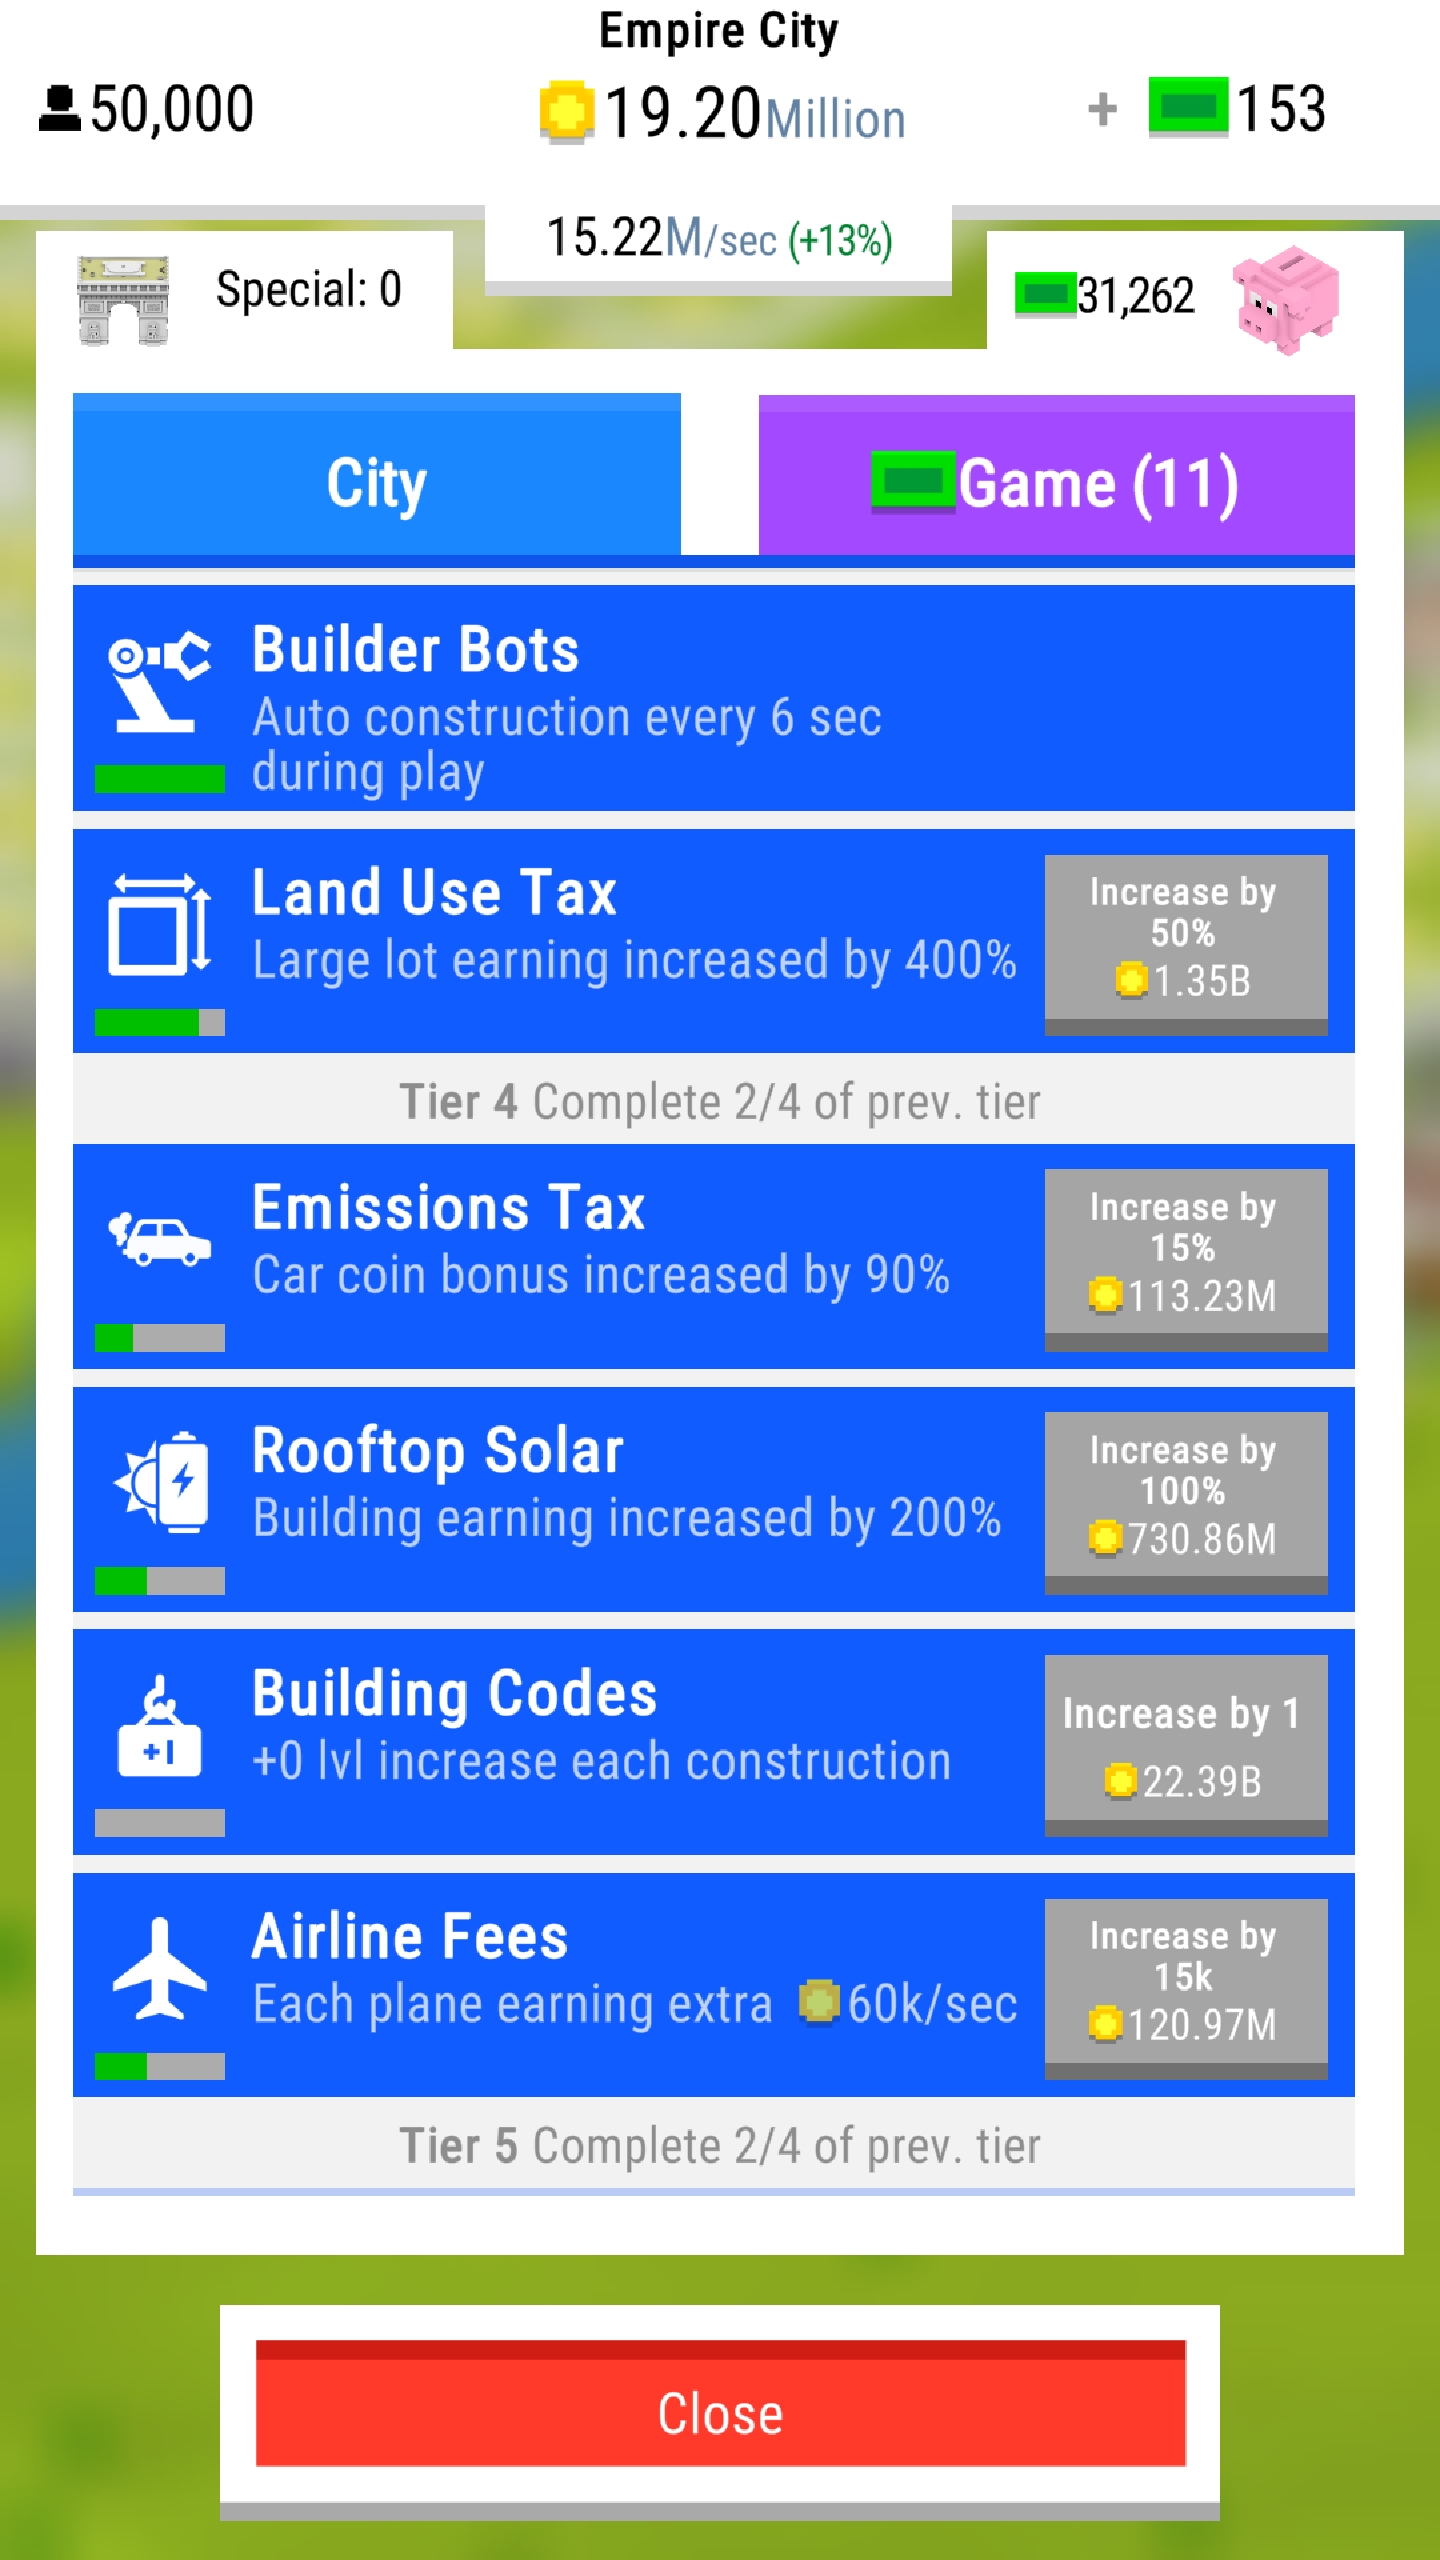 Empire City
50,000
19.20Million
+ 153
15.22M/sec (+13%)
Special: 0
31,262
City
Game (11)
Builder Bots
Auto construction every 6 sec
during play
Land Use Tax
Large lot earning increased by 400%
Increase by
50%
1.35B
Tier 4 Complete 2/4 of prev. tier
Emissions Tax
Car coin bonus increased by 90%
Increase by
15%
113.23M
Rooftop Solar
Building earning increased by 200%
Increase by
100%
730.86M
Building Codes
+0 lvl increase each construction
+1
Increase by 1
22.39B
Airline Fees
Each plane earning extra 60k/sec
Increase by
15k
120.97M
Tier 5 Complete 2/4 of prev. tier
Close